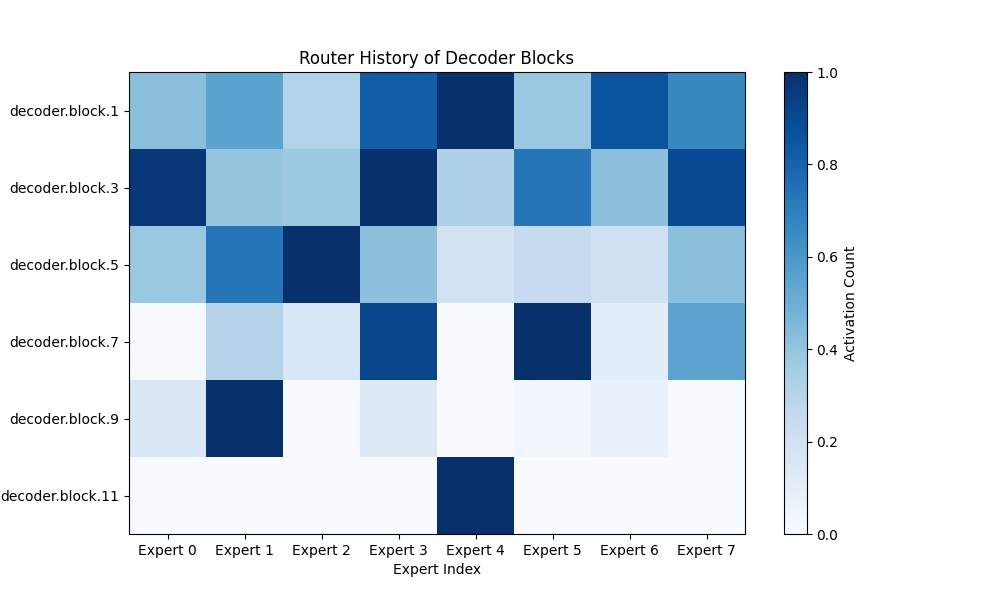 Router History of Decoder Blocks
decoder.block.1
decoder.block.3
decoder.block.5
decoder.block.7
decoder.block.9
decoder.block.11
Expert 0 Expert 1 Expert 2 Expert 3 Expert 4 Expert 5 Expert 6 Expert 7
Expert Index
1.0
0.8
0.6
0.4
0.2
0.0
Activation Count